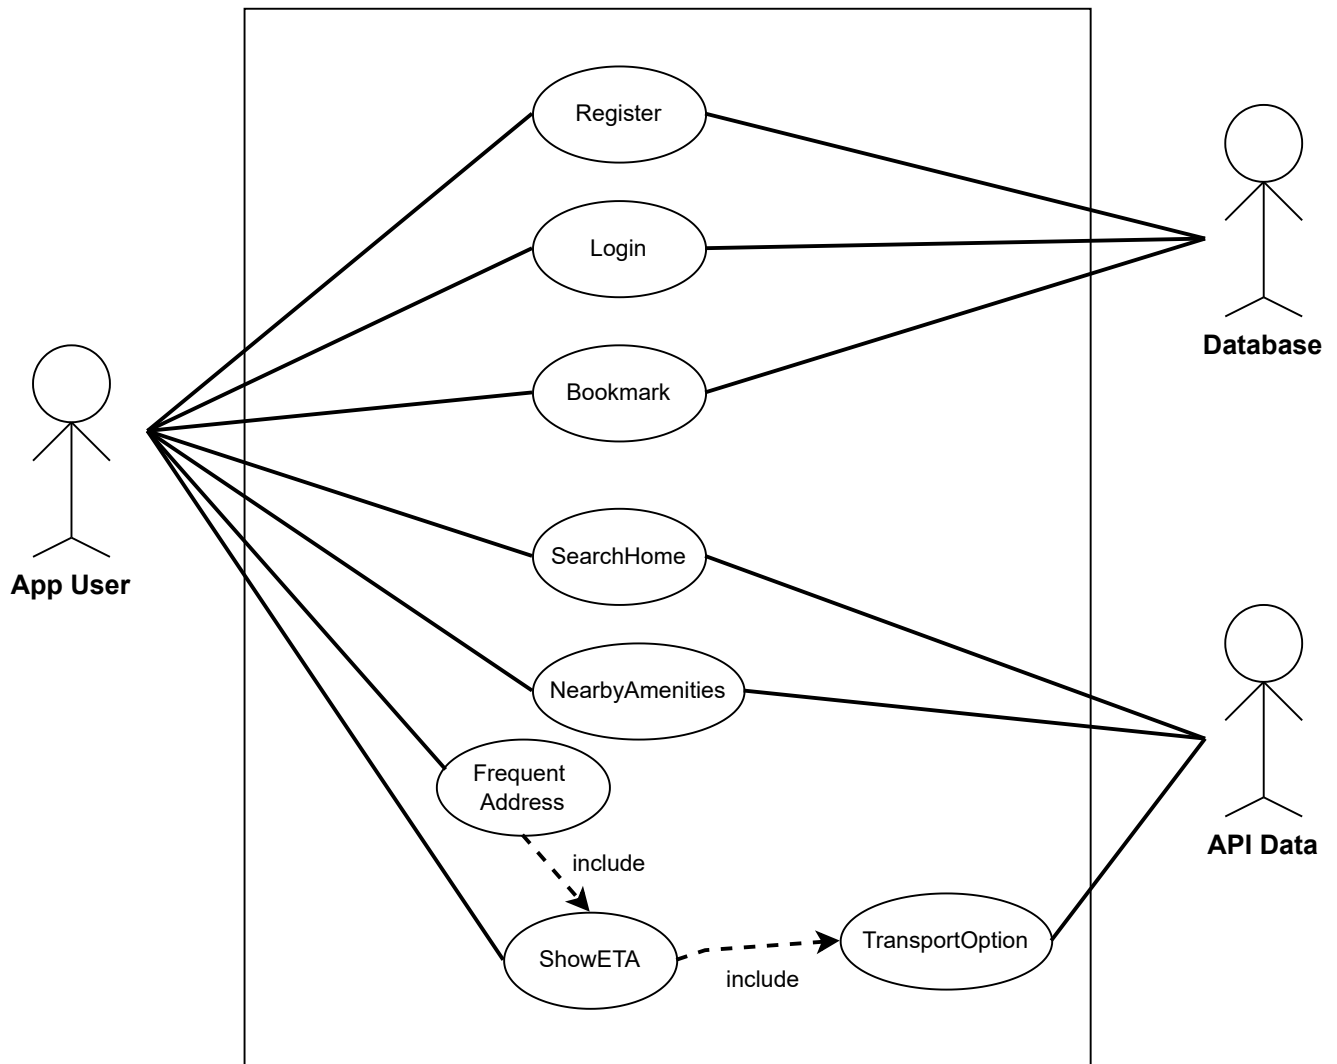 Register
Login
Database
Bookmark
SearchHome
App User
NearbyAmenities
Frequent
Address
include
API Data
ShowETA
TransportOption
include